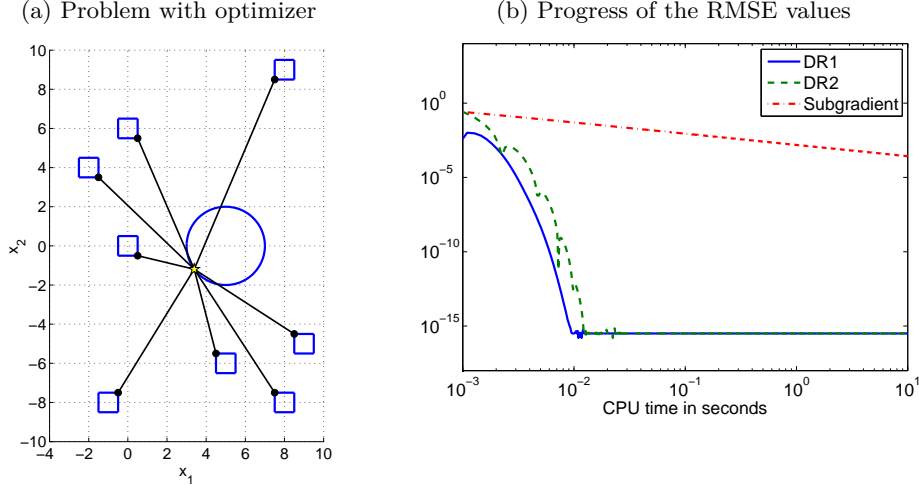 (a) Problem with optimizer
10
8
6
4
2
0
−2
−4
−6
−8
−10
x_2
−4 −2 0 2 4 6 8 10
x_1
(b) Progress of the RMSE values
10^0
10^−5
10^−10
10^−15
DR1
DR2
Subgradient
10^−3 10^−2 10^−1 10^0 10^1
CPU time in seconds